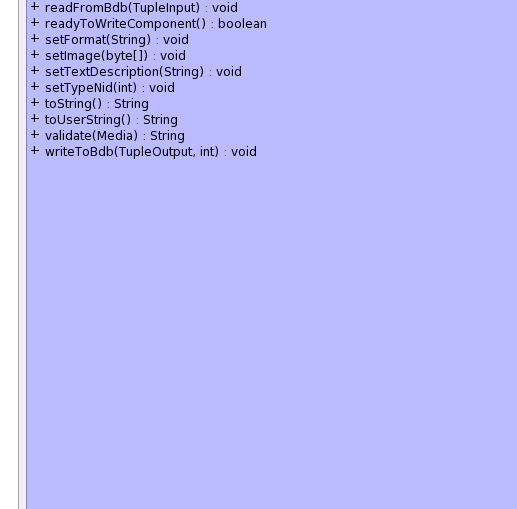 + readFromBdb(TupleInput) : void
+ readyToWriteComponent() : boolean
+ setFormat(String) : void
+ setImage(byte[]) : void
+ setTextDescription(String) : void
+ setTypeNid(int) : void
+ toString() : String
+ toUserString() : String
+ validate(Media) : String
+ writeToBdb(TupleOutput, int) : void